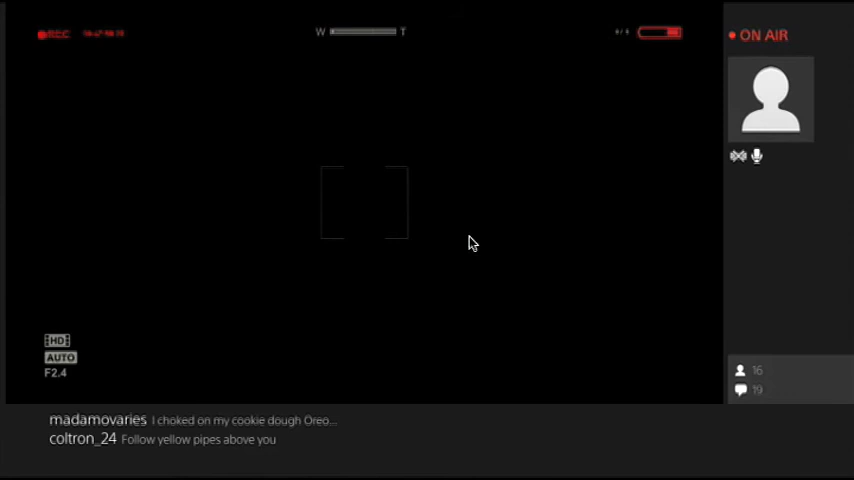 REC
W T
ON AIR
HD
AUTO
F2.4
16
19
madamovaries I choked on my cookie dough Oreo...
coltron_24 Follow yellow pipes above you